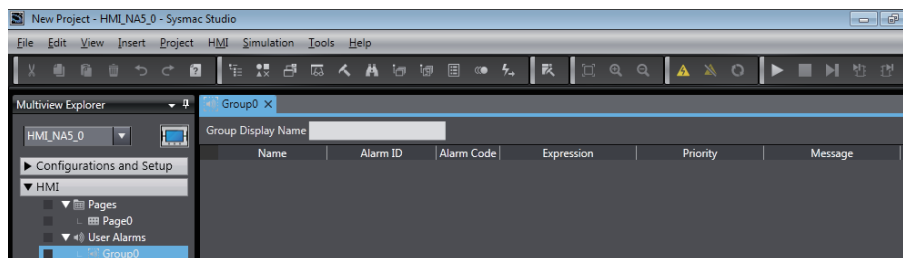 New Project - HMI_NA5_0 - Sysmac Studio
File Edit View Insert Project HMI Simulation Tools Help
Multiview Explorer
Group0
HMI_NA5_0
Group Display Name
Name Alarm ID Alarm Code Expression Priority Message
Configurations and Setup
HMI
Pages
Page0
User Alarms
Group0